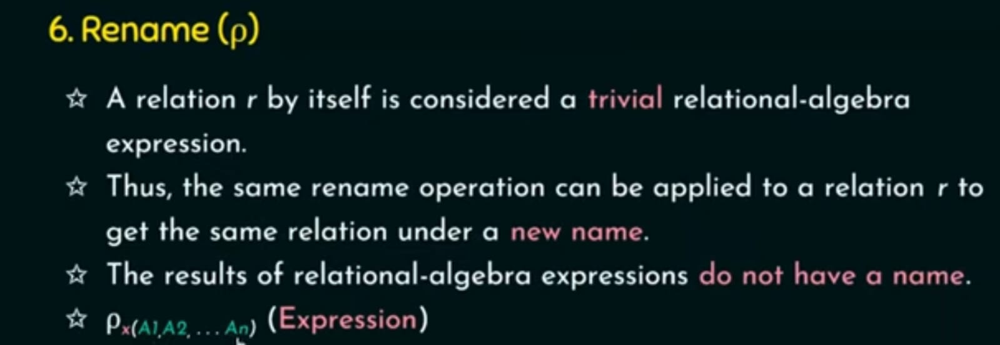 6. Rename (ρ)
☆ A relation r by itself is considered a trivial relational-algebra
expression.
☆ Thus, the same rename operation can be applied to a relation r to
get the same relation under a new name.
☆ The results of relational-algebra expressions do not have a name.
☆ ρx(A1,A2, ... An) (Expression)